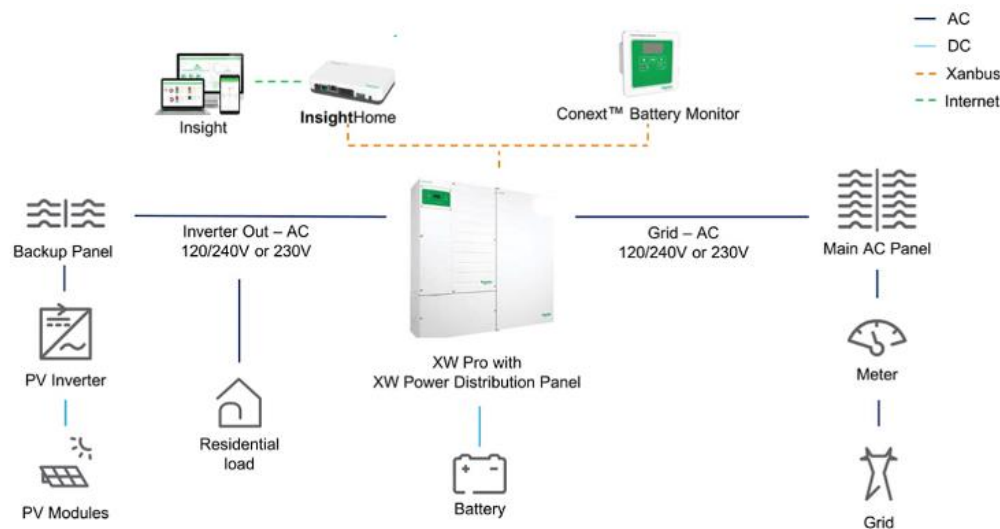 AC
DC
Xanbus
Internet
Insight
InsightHome
Conext™ Battery Monitor
Backup Panel
Inverter Out – AC
120/240V or 230V
Grid – AC
120/240V or 230V
Main AC Panel
PV Inverter
XW Pro with
XW Power Distribution Panel
Meter
Residential
load
PV Modules
Battery
Grid